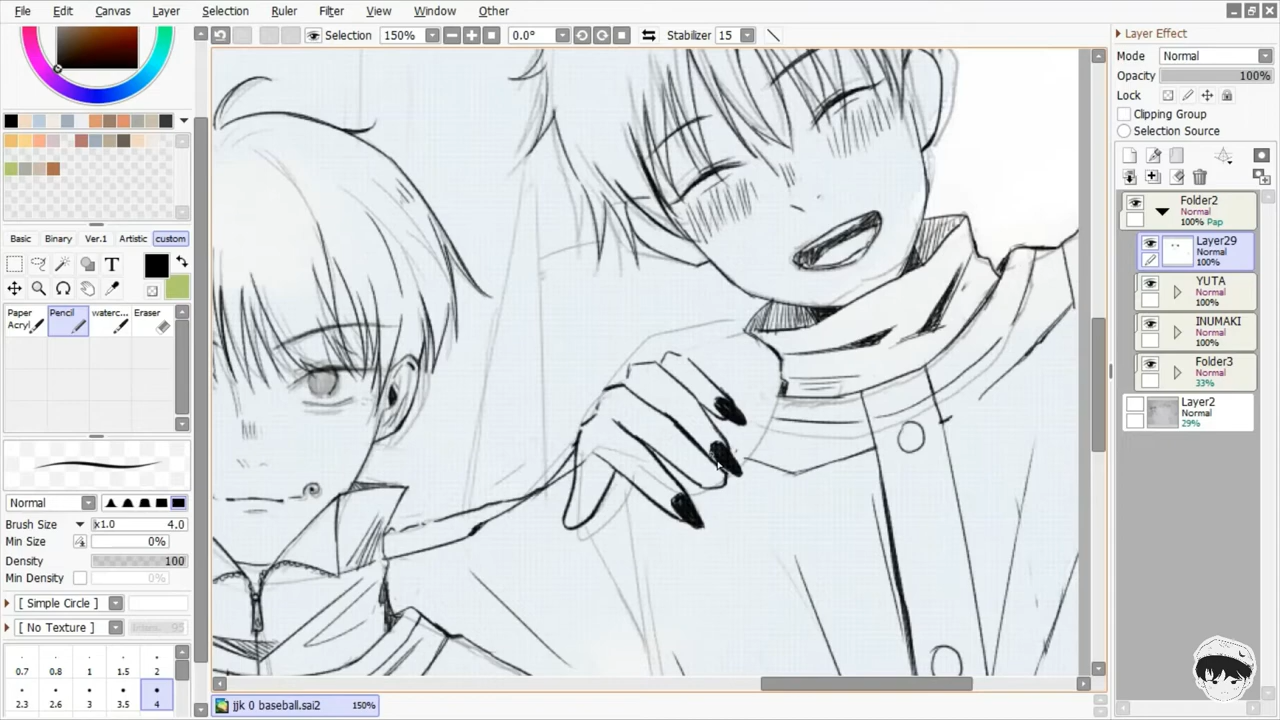 File Edit Canvas Layer Selection Ruler Filter View Window Other
Selection 150% 0.0° Stabilizer 15
Layer Effect
Mode Normal
Opacity 100%
Lock
Clipping Group
Selection Source
Folder2
Normal
100% Pap
Layer29
Normal
100%
YUTA
Normal
100%
INUMAKI
Normal
100%
Folder3
Normal
33%
Layer2
Normal
29%
Basic Binary Ver.1 Artistic custom
T
Paper
Acryl
Pencil
waterc...
Eraser
Normal
Brush Size x1.0 4.0
Min Size 0%
Density 100
Min Density 0%
[ Simple Circle ]
[ No Texture ] 95
0.7 0.8 1 1.5 2
2.3 2.6 3 3.5 4
jjk 0 baseball.sai2 150%